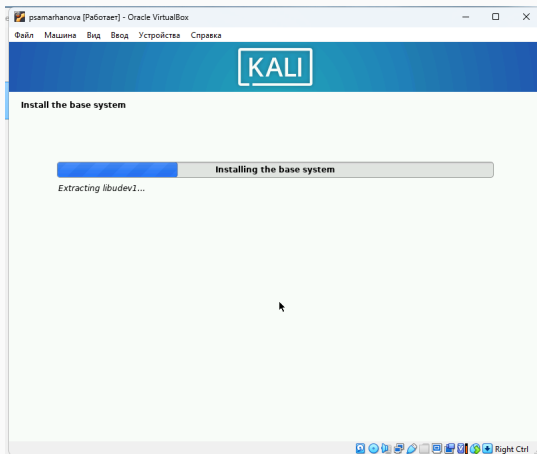 psamarhanova [Работает] - Oracle VirtualBox
Файл Машина Вид Ввод Устройства Справка
KALI
Install the base system
Installing the base system
Extracting libudev1...
Right Ctrl